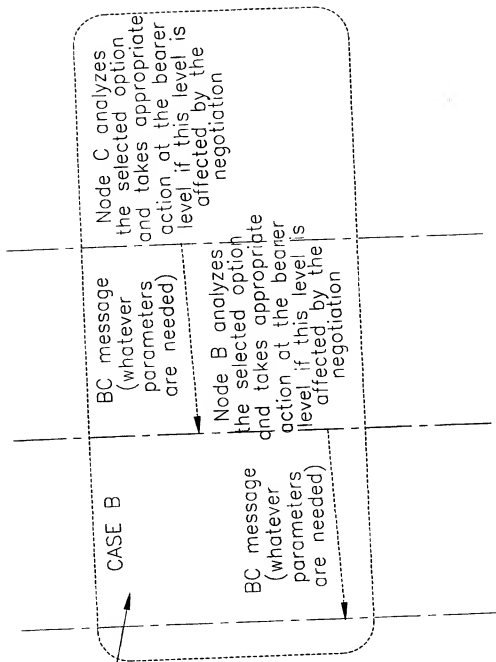 CASE B
BC message
(whatever
parameters
are needed)
Node C analyzes
the selected option
and takes appropriate
action at the bearer
level if this level is
affected by the
negotiation
BC message
(whatever
parameters
are needed)
Node B analyzes
the selected option
and takes appropriate
action at the bearer
level if this level is
affected by the
negotiation